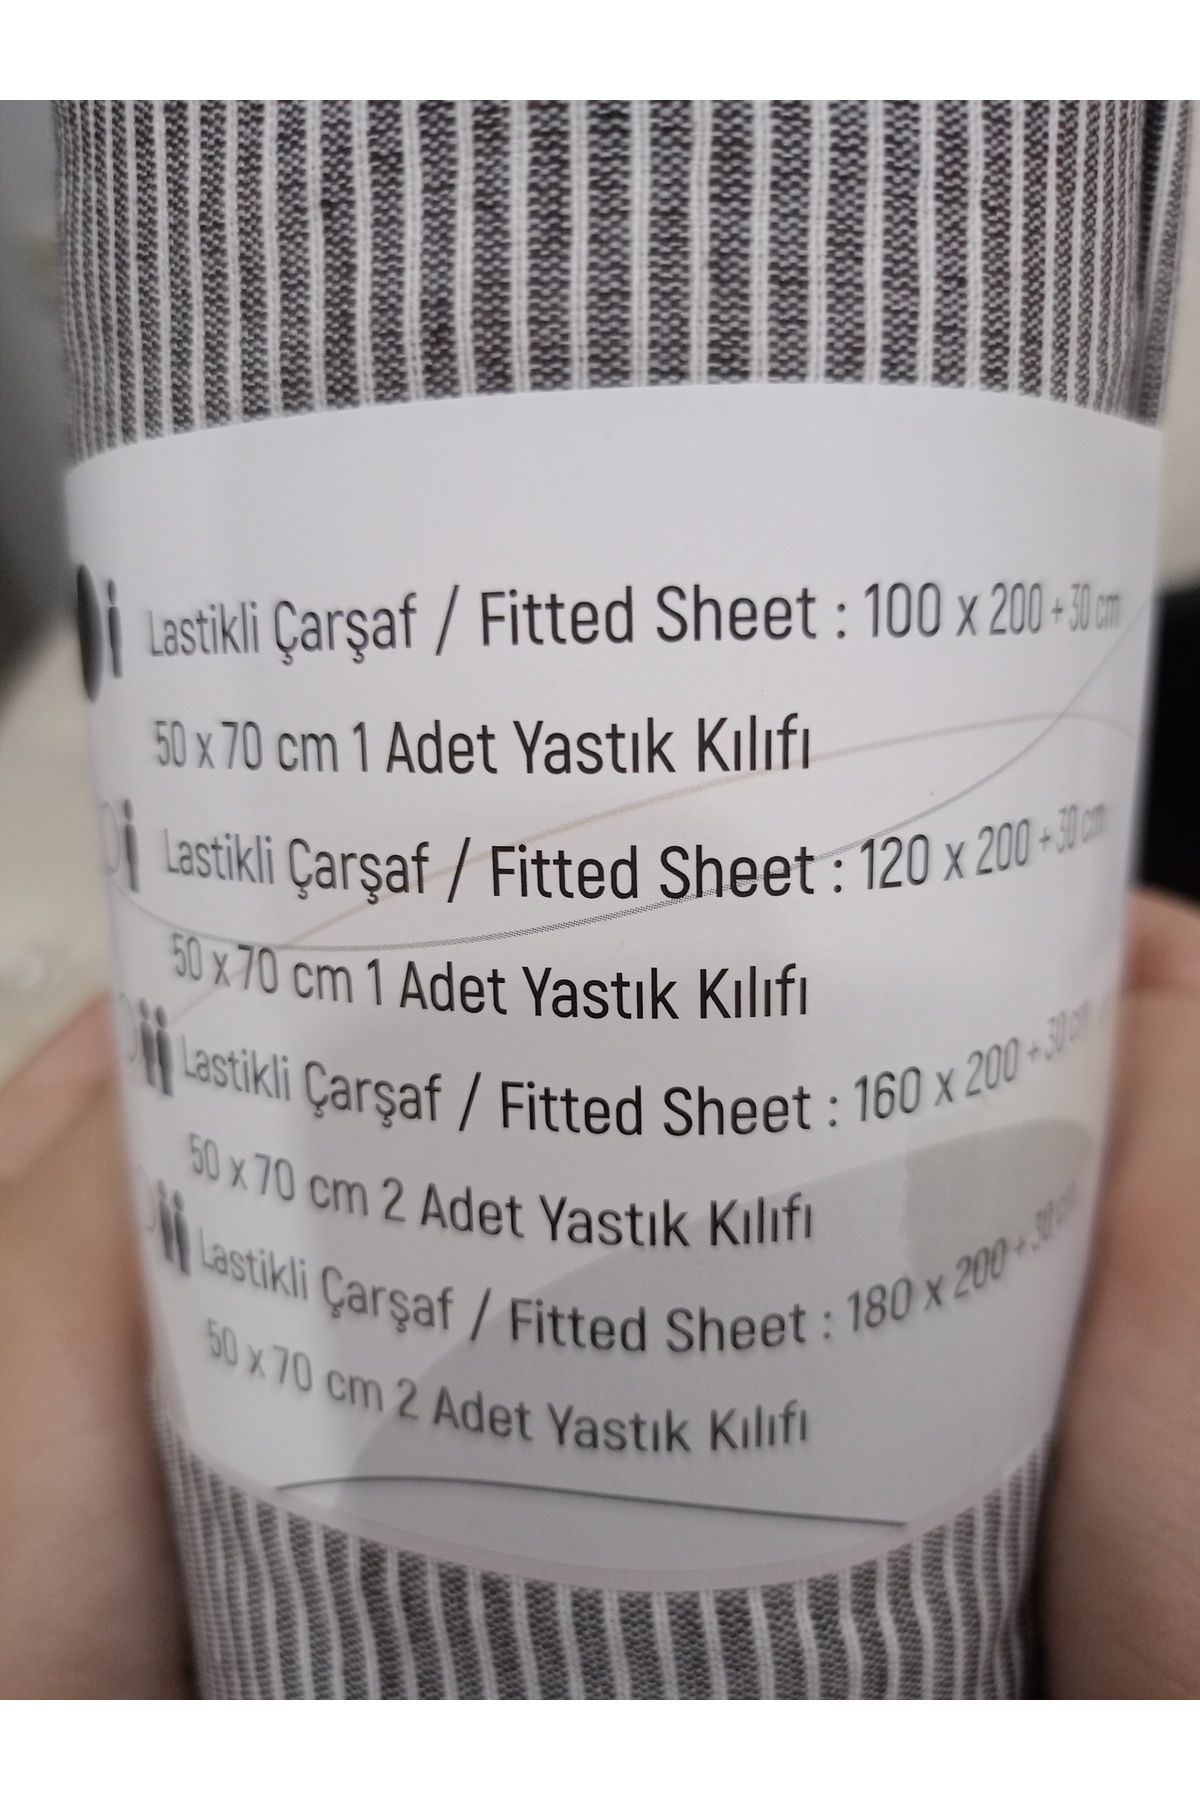 Lastikli Çarşaf / Fitted Sheet : 100 x 200 + 30 cm
50 x 70 cm 1 Adet Yastık Kılıfı
Lastikli Çarşaf / Fitted Sheet : 120 x 200 + 30 cm
50 x 70 cm 1 Adet Yastık Kılıfı
Lastikli Çarşaf / Fitted Sheet : 160 x 200 + 30 cm
50 x 70 cm 2 Adet Yastık Kılıfı
Lastikli Çarşaf / Fitted Sheet : 180 x 200 + 30 cm
50 x 70 cm 2 Adet Yastık Kılıfı